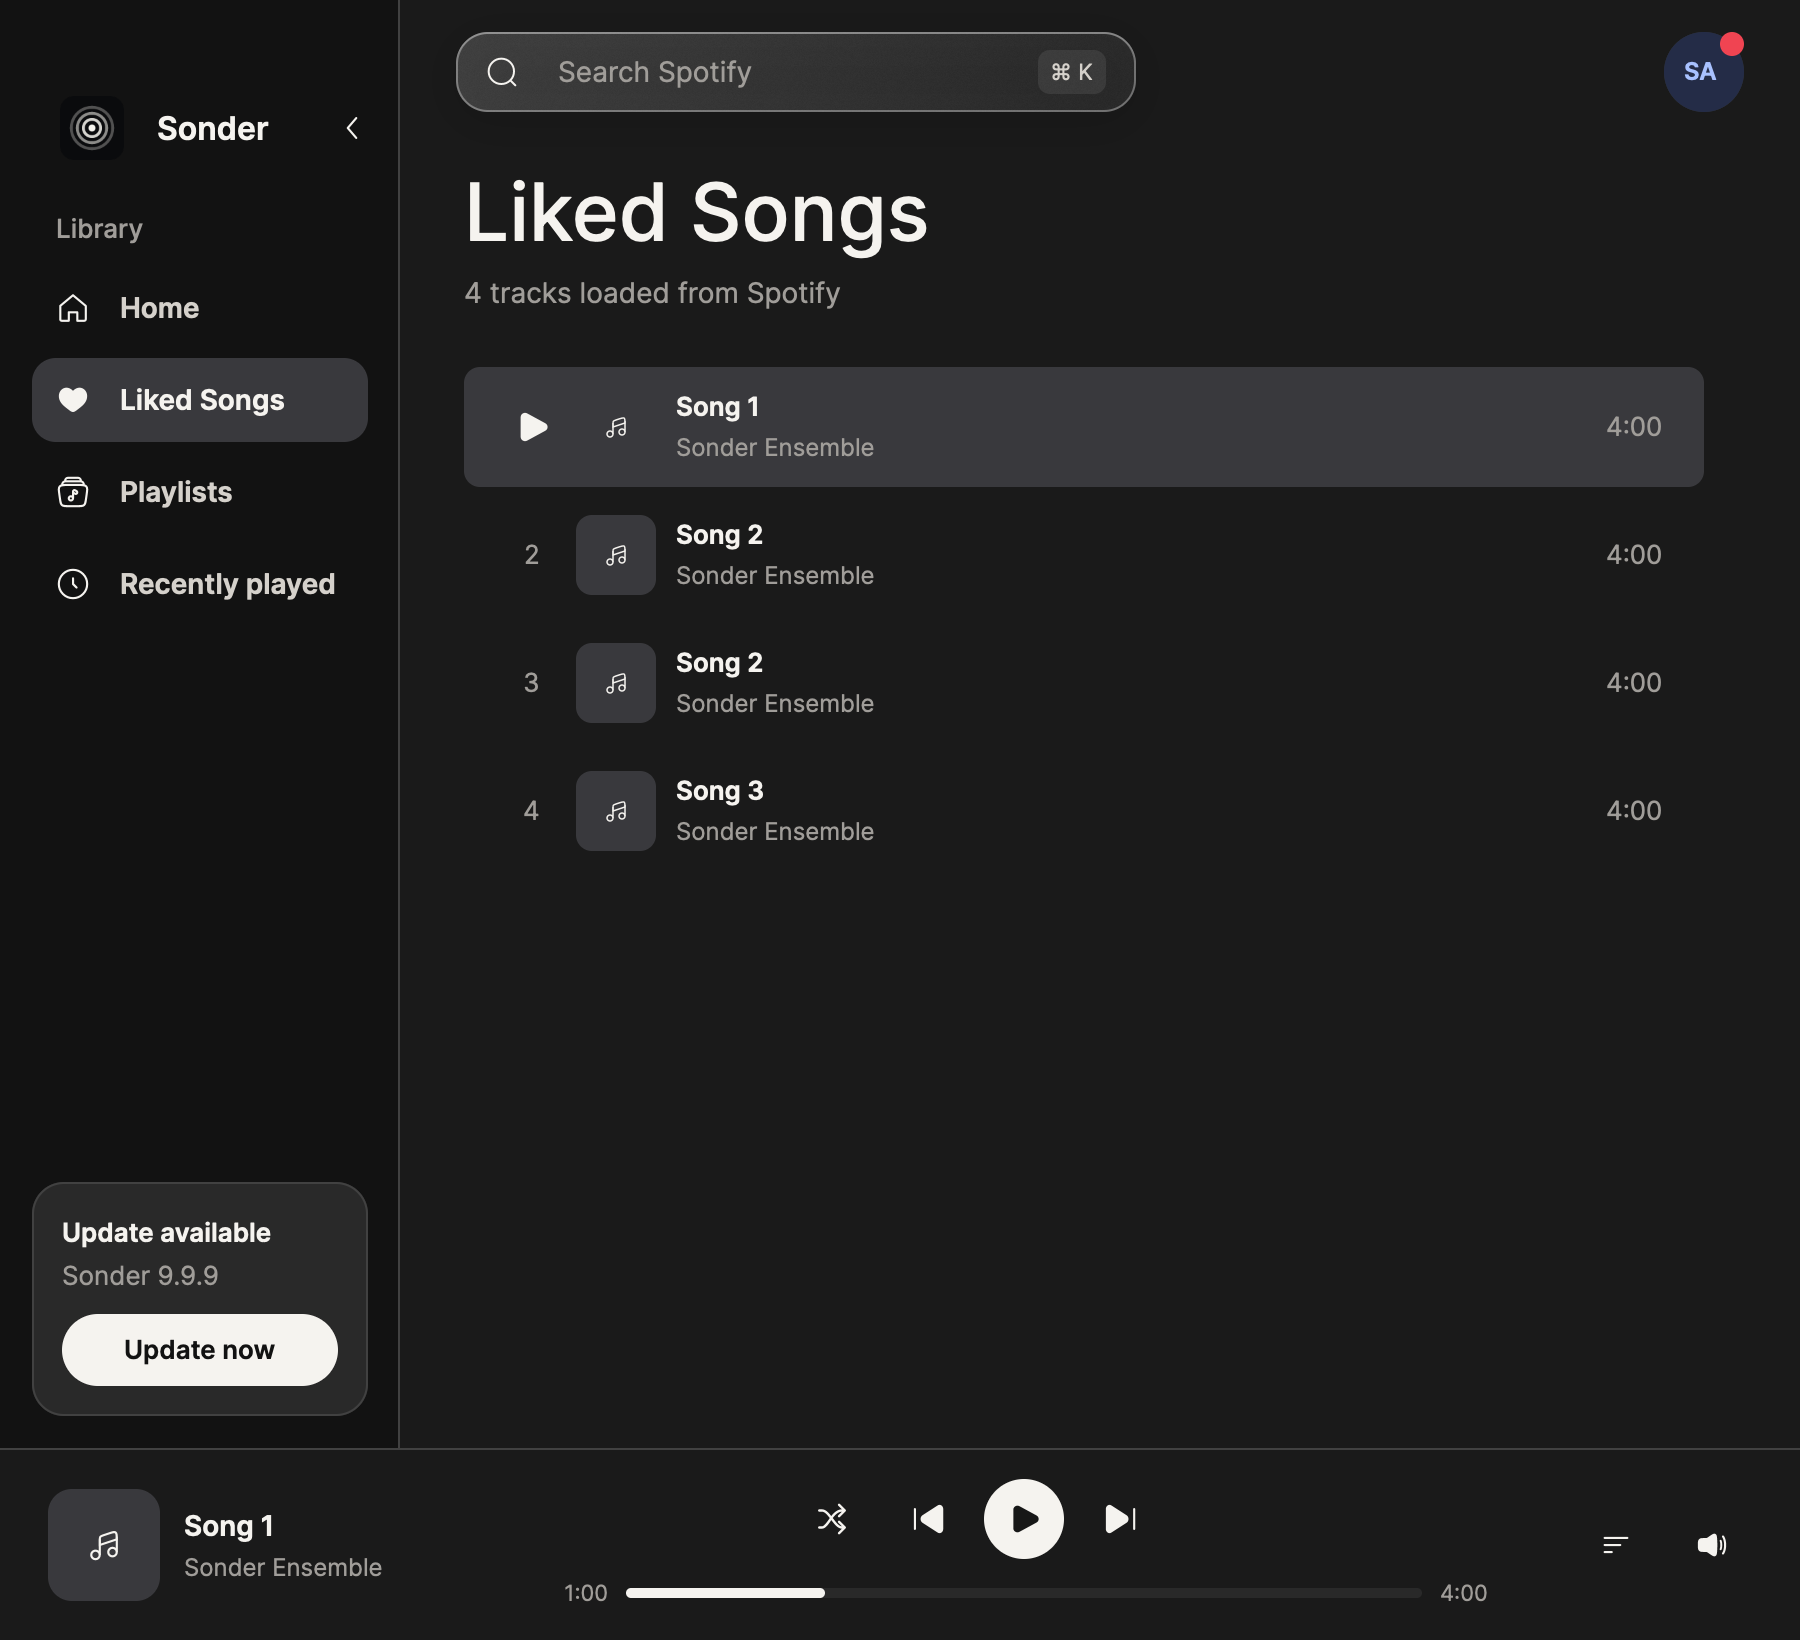 Search Spotify
⌘ K
SA
Sonder
Library
Home
Liked Songs
Playlists
Recently played
Liked Songs
4 tracks loaded from Spotify
Song 1
Sonder Ensemble
4:00
2
Song 2
Sonder Ensemble
4:00
3
Song 2
Sonder Ensemble
4:00
4
Song 3
Sonder Ensemble
4:00
Update available
Sonder 9.9.9
Update now
Song 1
Sonder Ensemble
1:00
4:00